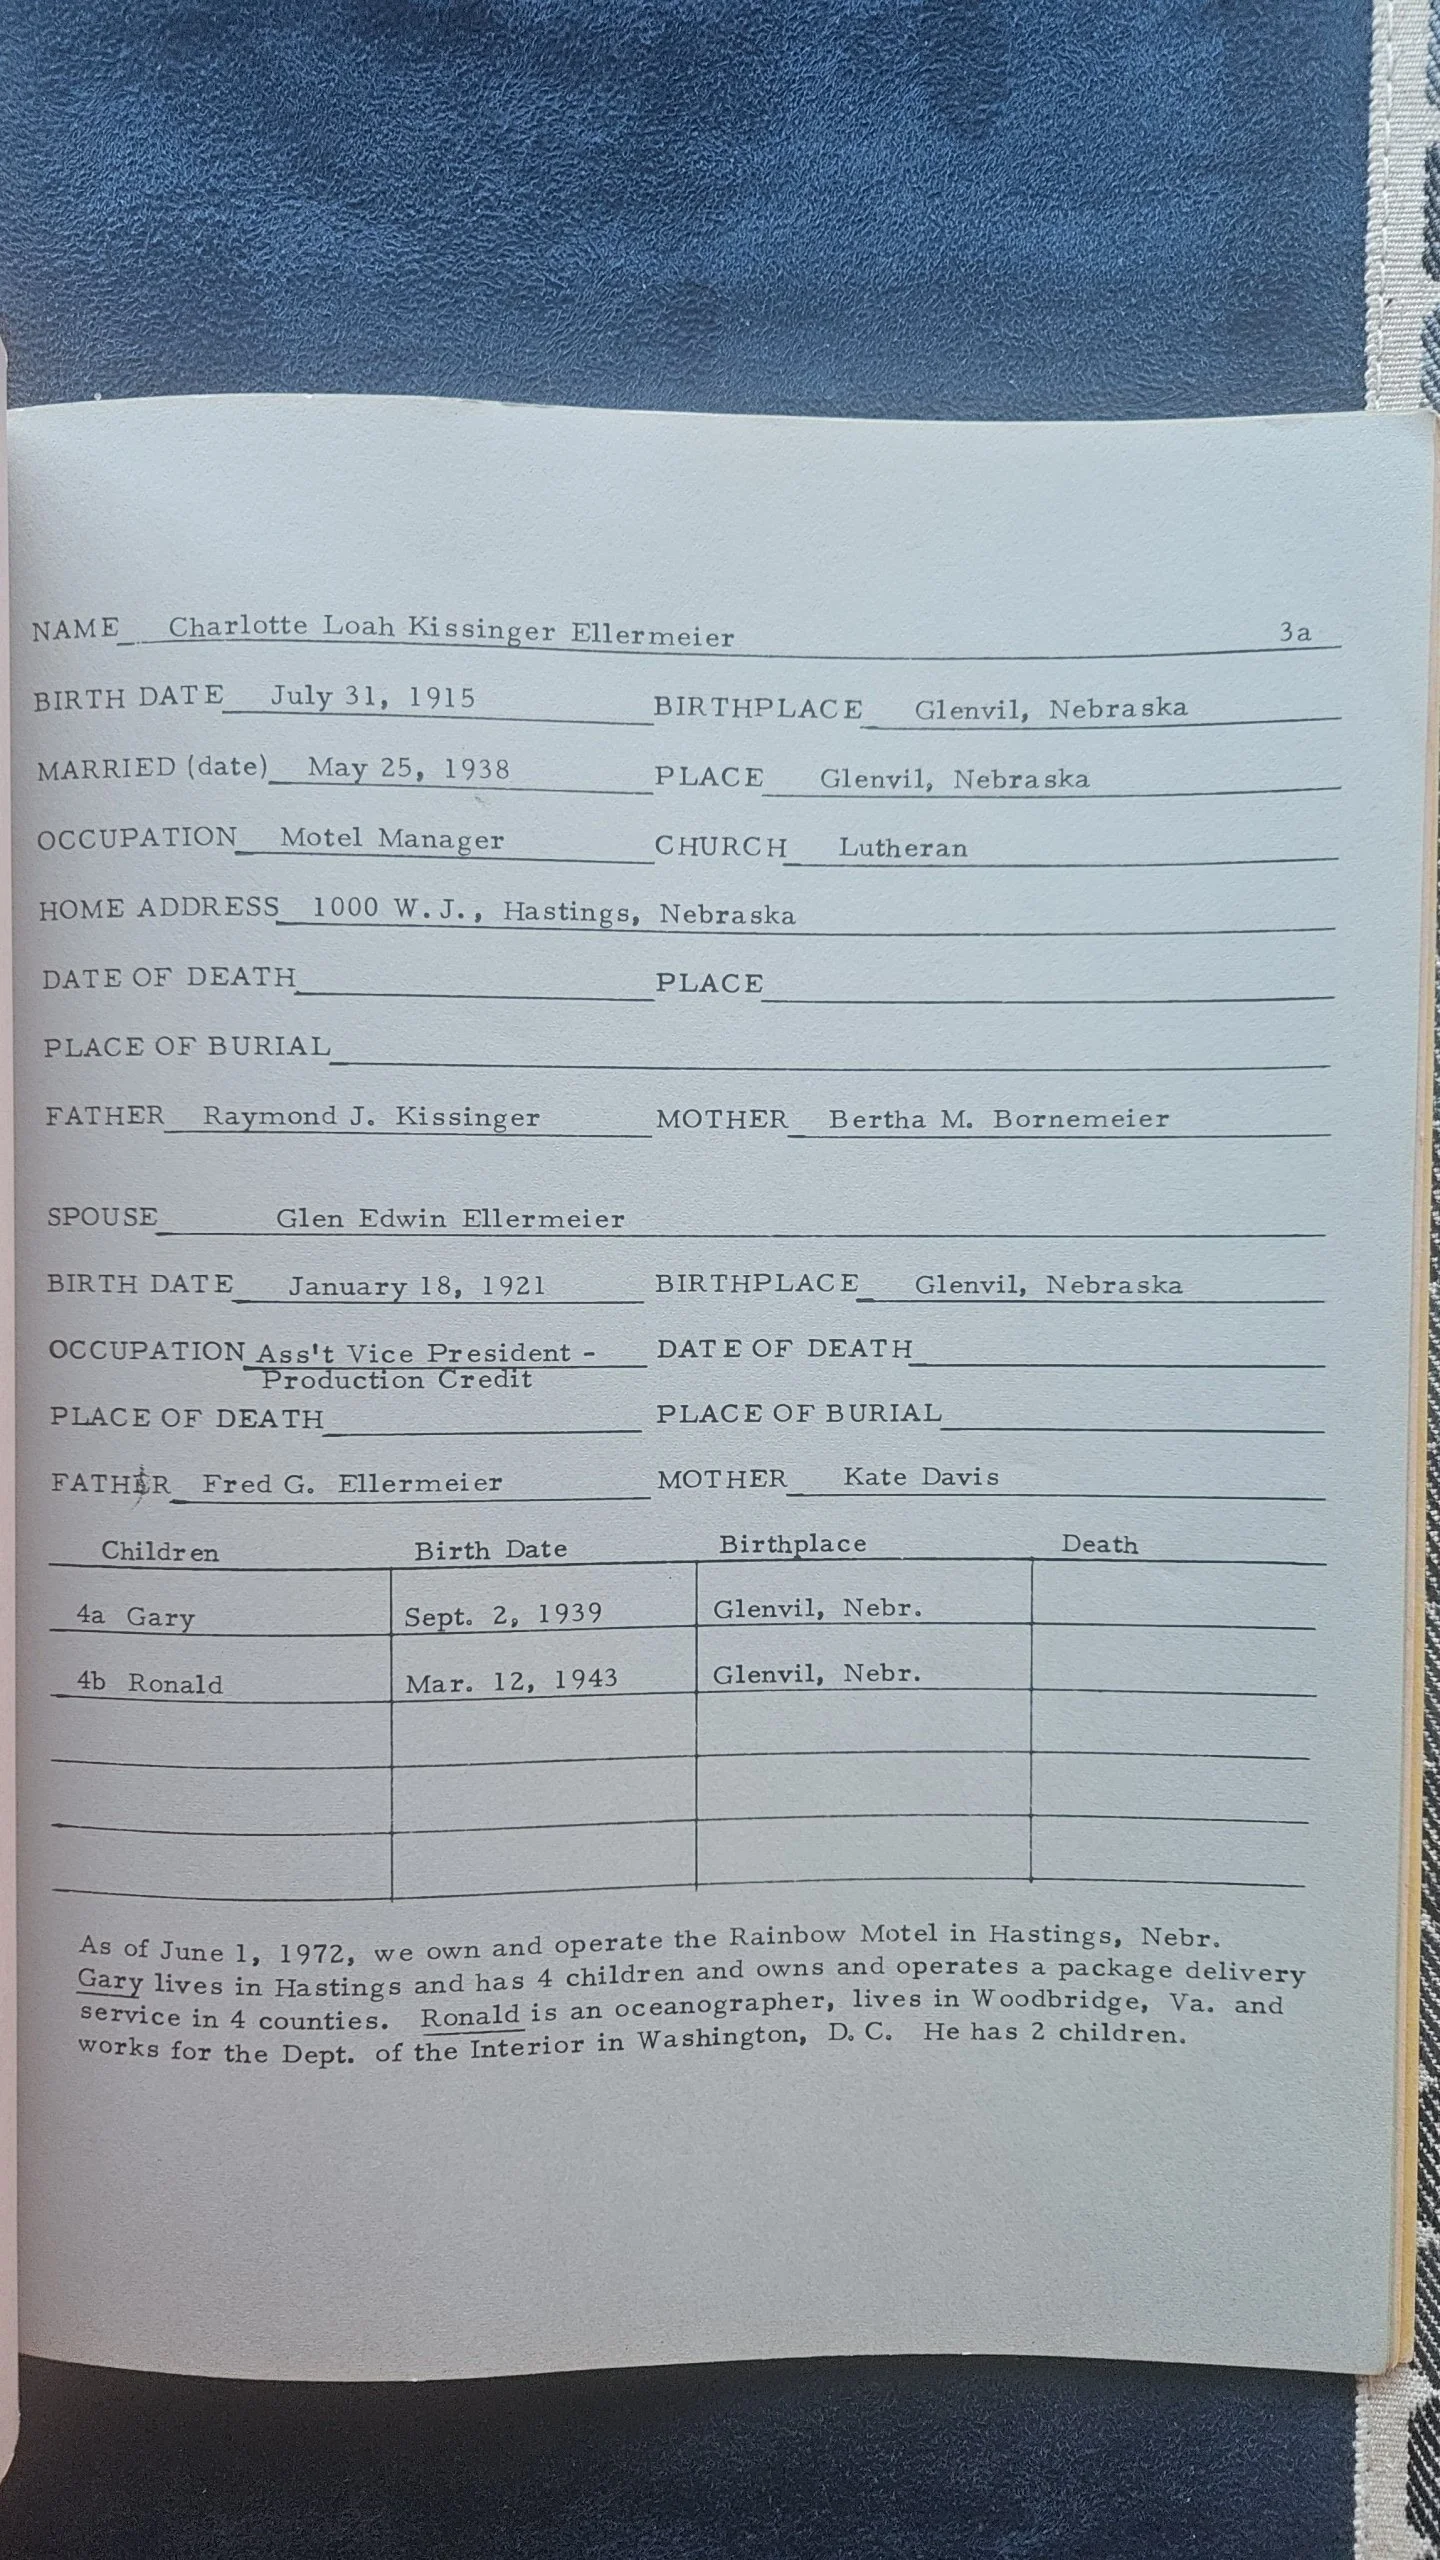 NAME Charlotte Loah Kissinger Ellermeier 3a
BIRTH DATE July 31, 1915 BIRTHPLACE Glenvil, Nebraska
MARRIED (date) May 25, 1938 PLACE Glenvil, Nebraska
OCCUPATION Motel Manager CHURCH Lutheran
HOME ADDRESS 1000 W. J., Hastings, Nebraska
DATE OF DEATH PLACE
PLACE OF BURIAL
FATHER Raymond J. Kissinger MOTHER Bertha M. Bornemeier
SPOUSE Glen Edwin Ellermeier
BIRTH DATE January 18, 1921 BIRTHPLACE Glenvil, Nebraska
OCCUPATION Ass't Vice President - DATE OF DEATH
Production Credit
PLACE OF DEATH PLACE OF BURIAL
FATHER Fred G. Ellermeier MOTHER Kate Davis
Children Birth Date Birthplace Death
4a Gary Sept. 2, 1939 Glenvil, Nebr.
4b Ronald Mar. 12, 1943 Glenvil, Nebr.
As of June 1, 1972, we own and operate the Rainbow Motel in Hastings, Nebr.
Gary lives in Hastings and has 4 children and owns and operates a package delivery
service in 4 counties. Ronald is an oceanographer, lives in Woodbridge, Va. and
works for the Dept. of the Interior in Washington, D. C. He has 2 children.